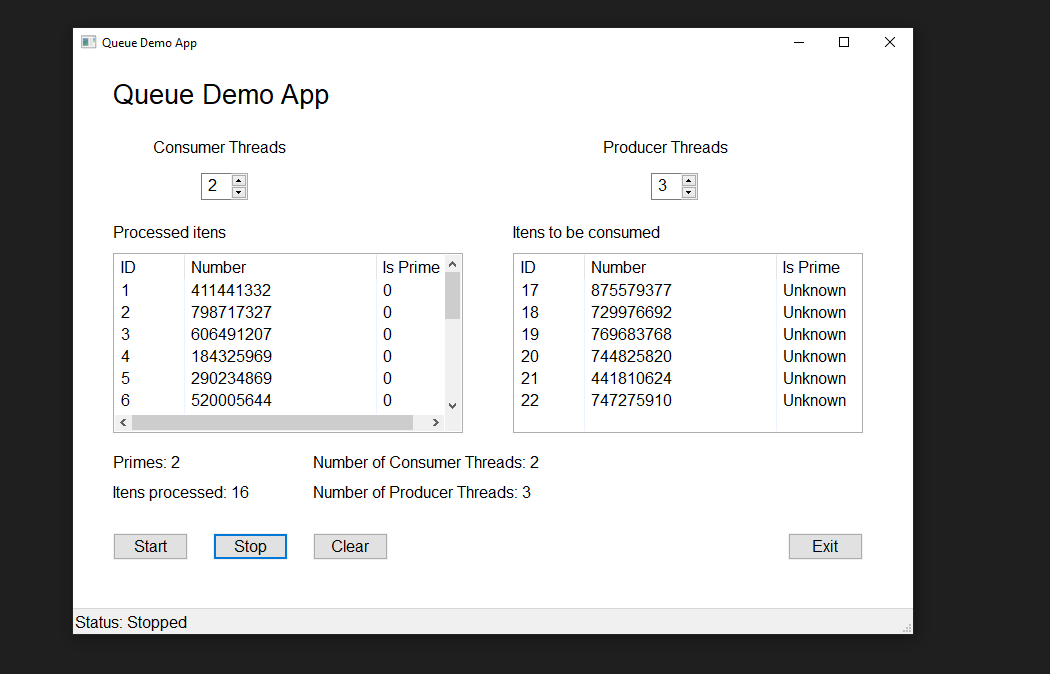 Queue Demo App
Queue Demo App
Consumer Threads
Producer Threads
2
3
Processed itens
Itens to be consumed
ID Number Is Prime
1 411441332 0
2 798717327 0
3 606491207 0
4 184325969 0
5 290234869 0
6 520005644 0
ID Number Is Prime
17 875579377 Unknown
18 729976692 Unknown
19 769683768 Unknown
20 744825820 Unknown
21 441810624 Unknown
22 747275910 Unknown
Primes: 2
Number of Consumer Threads: 2
Itens processed: 16
Number of Producer Threads: 3
Start Stop Clear Exit
Status: Stopped